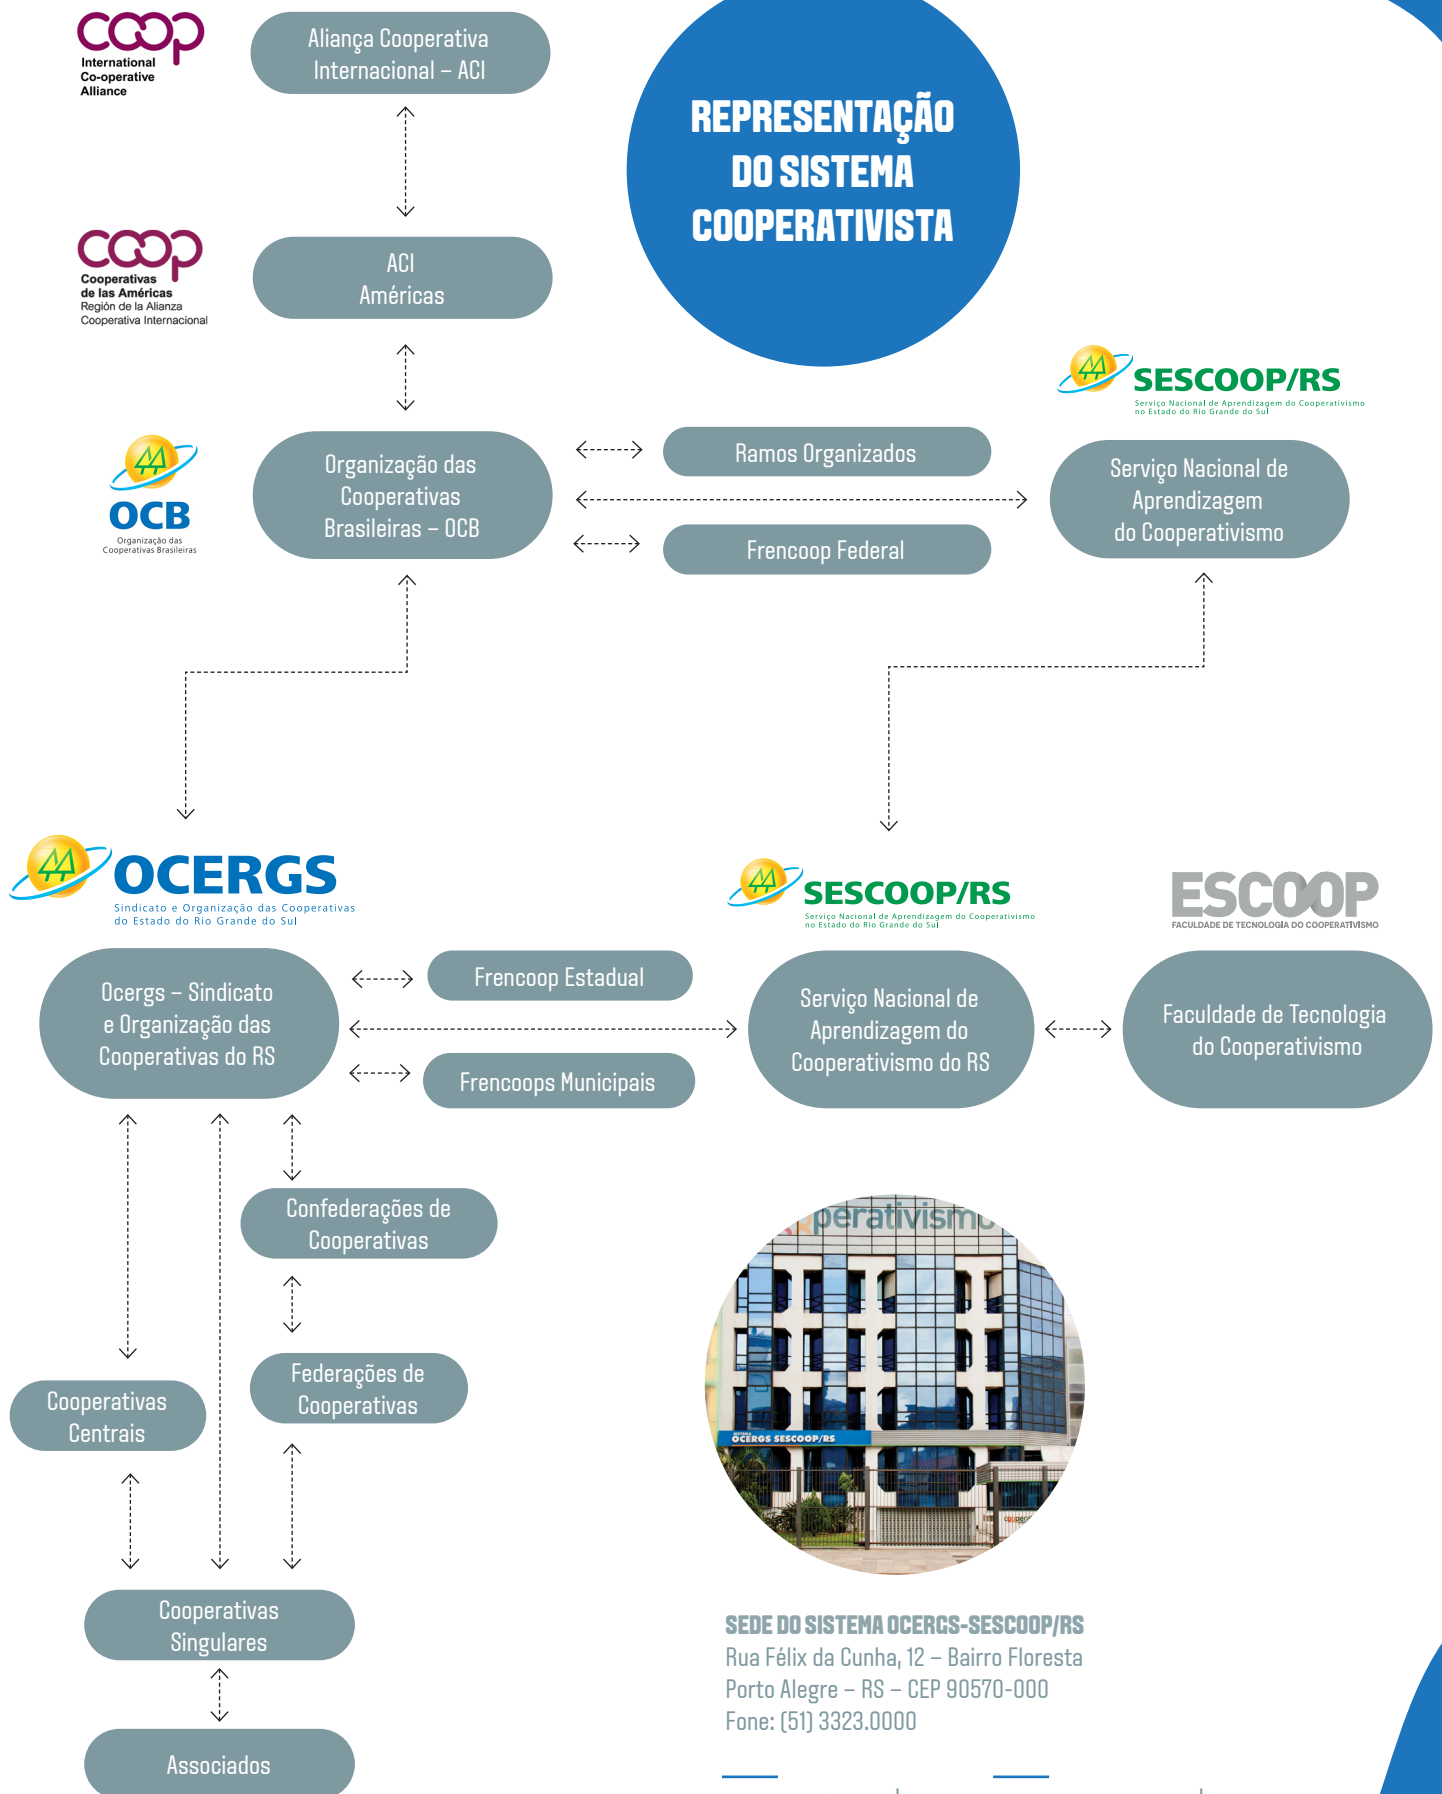 coop
International
Co-operative
Alliance
Aliança Cooperativa
Internacional – ACI
REPRESENTAÇÃO
DO SISTEMA
COOPERATIVISTA
coop
Cooperativas
de las Américas
Región de la Alianza
Cooperativa Internacional
ACI
Américas
OCB
Organização das
Cooperativas Brasileiras
Organização das
Cooperativas
Brasileiras – OCB
Ramos Organizados
Frencoop Federal
SESCOOP/RS
Serviço Nacional de Aprendizagem do Cooperativismo
no Estado do Rio Grande do Sul
Serviço Nacional de
Aprendizagem
do Cooperativismo
OCERGS
Sindicato e Organização das Cooperativas
do Estado do Rio Grande do Sul
Ocergs – Sindicato
e Organização das
Cooperativas do RS
Frencoop Estadual
Frencoops Municipais
SESCOOP/RS
Serviço Nacional de Aprendizagem do Cooperativismo
no Estado do Rio Grande do Sul
Serviço Nacional de
Aprendizagem do
Cooperativismo do RS
ESCOOP
FACULDADE DE TECNOLOGIA DO COOPERATIVISMO
Faculdade de Tecnologia
do Cooperativismo
Confederações de
Cooperativas
Federações de
Cooperativas
Cooperativas
Centrais
Cooperativas
Singulares
Associados
perativismo
SISTEMA
OCERGS SESCOOP/RS
SEDE DO SISTEMA OCERGS-SESCOOP/RS
Rua Félix da Cunha, 12 – Bairro Floresta
Porto Alegre – RS – CEP 90570-000
Fone: (51) 3323.0000